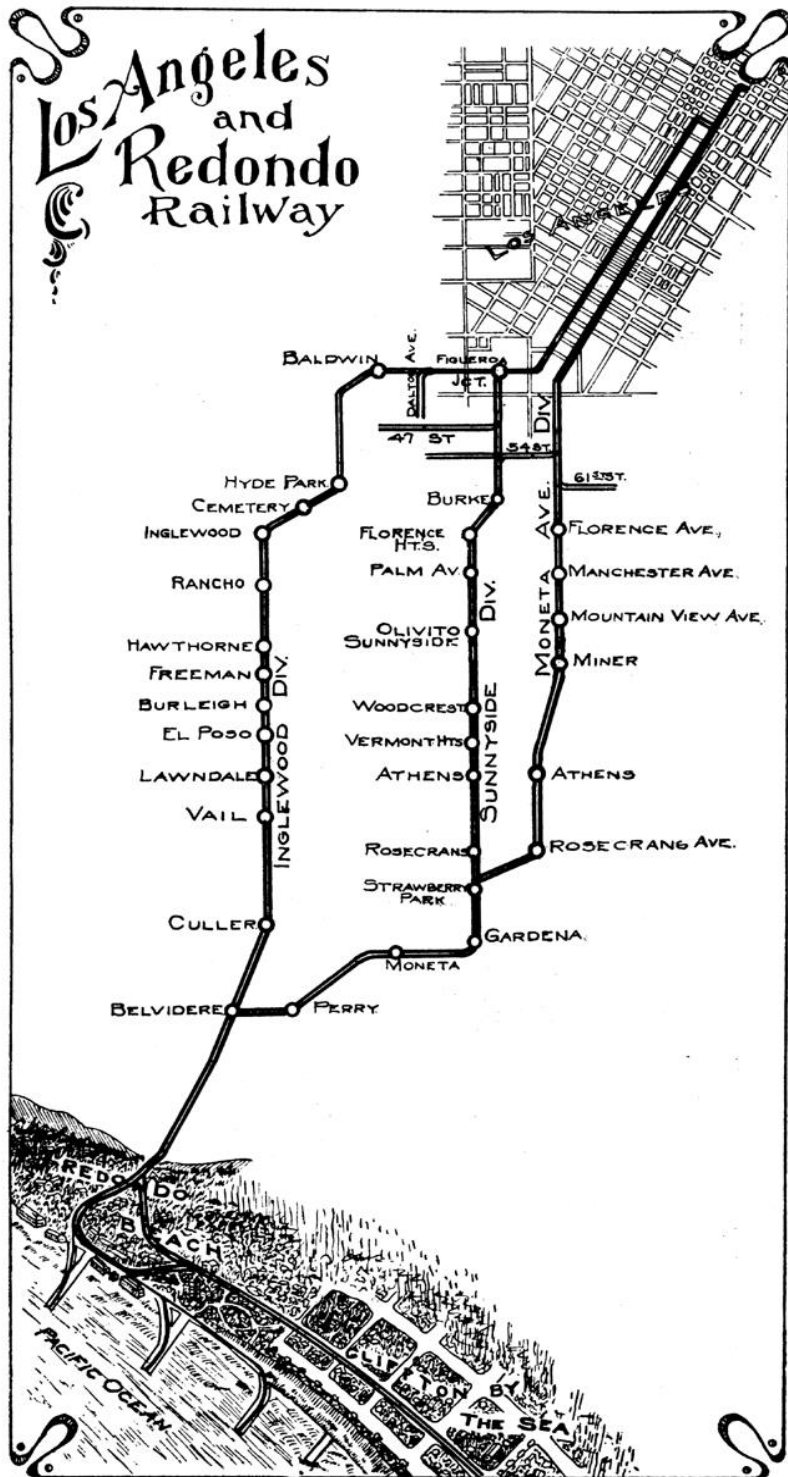 Los Angeles
and
Redondo
Railway
LOS ANGELES
BALDWIN
DALTON AVE.
FIGUEROA
JCT.
47 ST
54 ST.
61ST ST.
HYDE PARK
CEMETERY
INGLEWOOD
RANCHO
HAWTHORNE
FREEMAN
BURLEIGH
EL POSO
LAWNDALE
VAIL
CULLER
BELVIDERE
INGLEWOOD DIV.
BURKE
FLORENCE
HTS.
PALM AV.
OLIVITO
SUNNYSIDE
WOODCREST
VERMONT HTS
ATHENS
ROSECRANS
STRAWBERRY
PARK
GARDENA
MONETA
PERRY
SUNNYSIDE DIV.
MONETA AVE. DIV.
FLORENCE AVE.
MANCHESTER AVE.
MOUNTAIN VIEW AVE.
MINER
ATHENS
ROSECRANG AVE.
REDONDO
BEACH
CLIFTON BY
THE SEA
PACIFIC OCEAN